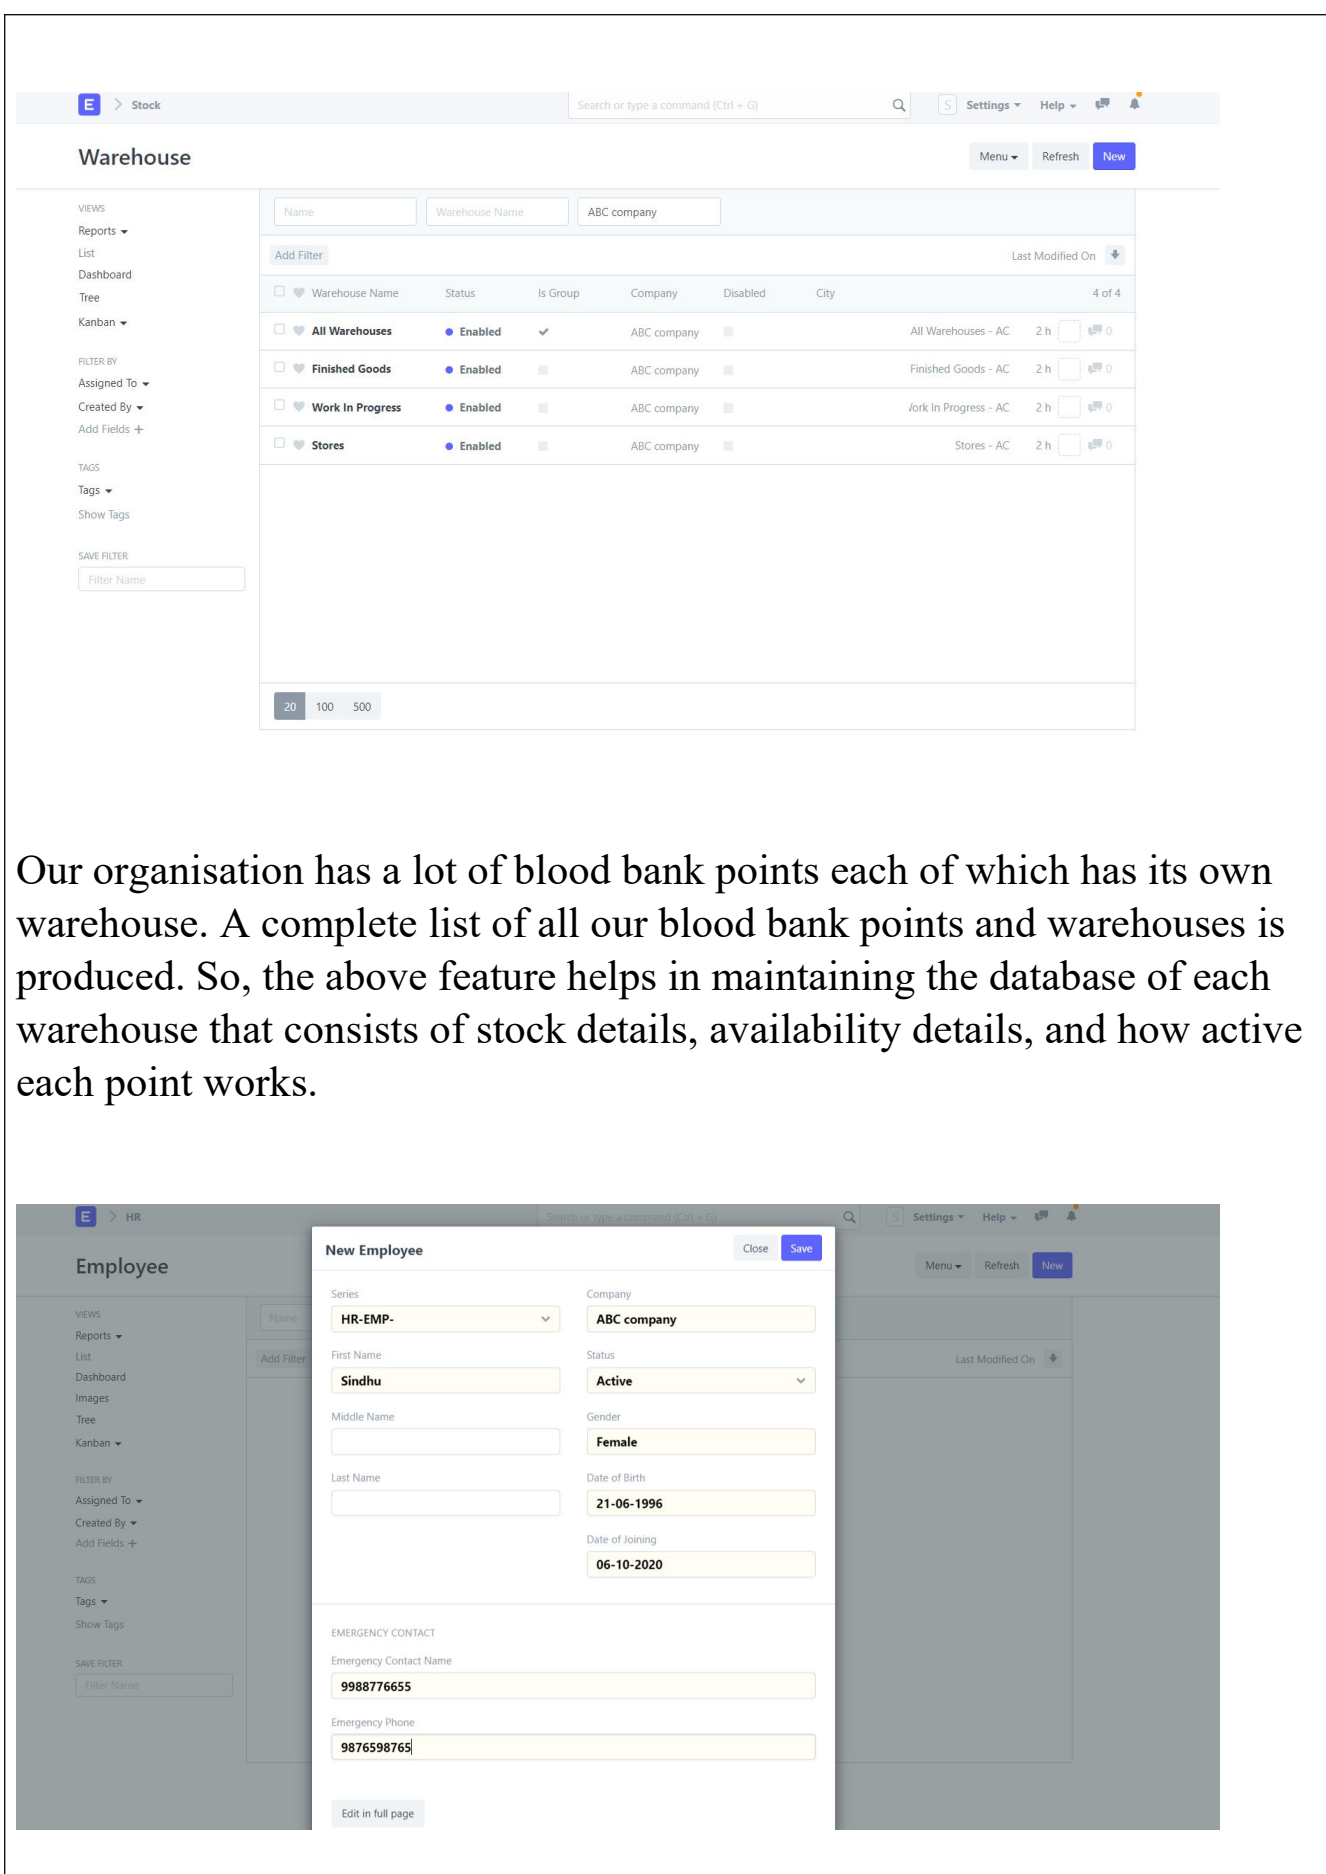 E > Stock
Search or type a command (Ctrl + G)
S Settings Help
Warehouse
Menu Refresh New
VIEWS
Reports
List
Dashboard
Tree
Kanban
FILTER BY
Assigned To
Created By
Add Fields +
TAGS
Tags
Show Tags
SAVE FILTER
Filter Name
Name Warehouse Name ABC company
Add Filter Last Modified On
Warehouse Name Status Is Group Company Disabled City 4 of 4
All Warehouses Enabled ABC company All Warehouses - AC 2 h 0
Finished Goods Enabled ABC company Finished Goods - AC 2 h 0
Work In Progress Enabled ABC company ork In Progress - AC 2 h 0
Stores Enabled ABC company Stores - AC 2 h 0
20 100 500
Our organisation has a lot of blood bank points each of which has its own
warehouse. A complete list of all our blood bank points and warehouses is
produced. So, the above feature helps in maintaining the database of each
warehouse that consists of stock details, availability details, and how active
each point works.
E > HR
Search or type a command (Ctrl + G)
S Settings Help
Employee
Menu Refresh New
VIEWS
Reports
List
Dashboard
Images
Tree
Kanban
FILTER BY
Assigned To
Created By
Add Fields +
TAGS
Tags
Show Tags
SAVE FILTER
Filter Name
Name
Add Filter Last Modified On
New Employee Close Save
Series
HR-EMP-
First Name
Sindhu
Middle Name
Last Name
Company
ABC company
Status
Active
Gender
Female
Date of Birth
21-06-1996
Date of Joining
06-10-2020
EMERGENCY CONTACT
Emergency Contact Name
9988776655
Emergency Phone
9876598765
Edit in full page